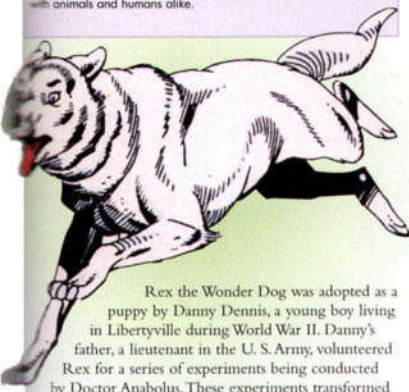 with animals and humans alike.
Rex the Wonder Dog was adopted as a
puppy by Danny Dennis, a young boy living
in Libertyville during World War II. Danny's
father, a lieutenant in the U. S. Army, volunteered
Rex for a series of experiments being conducted
by Doctor Anabolus. These experiments transformed